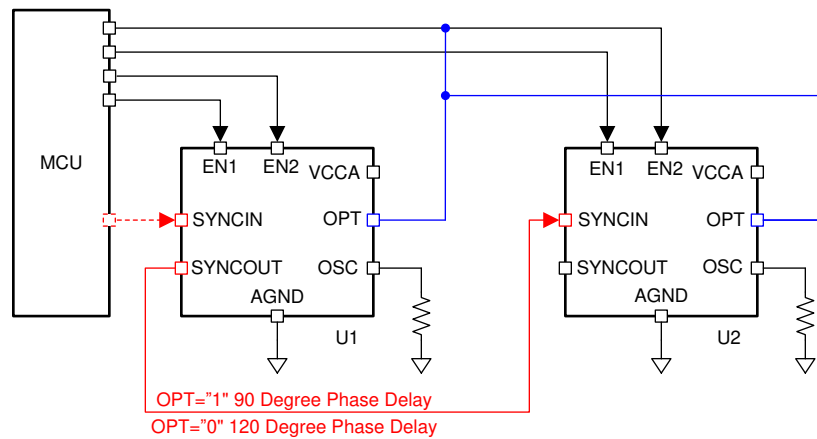 MCU
EN1
EN2
VCCA
SYNCIN
OPT
SYNCOUT
OSC
AGND
U1
EN1
EN2
VCCA
SYNCIN
OPT
SYNCOUT
OSC
AGND
U2
OPT="1" 90 Degree Phase Delay
OPT="0" 120 Degree Phase Delay